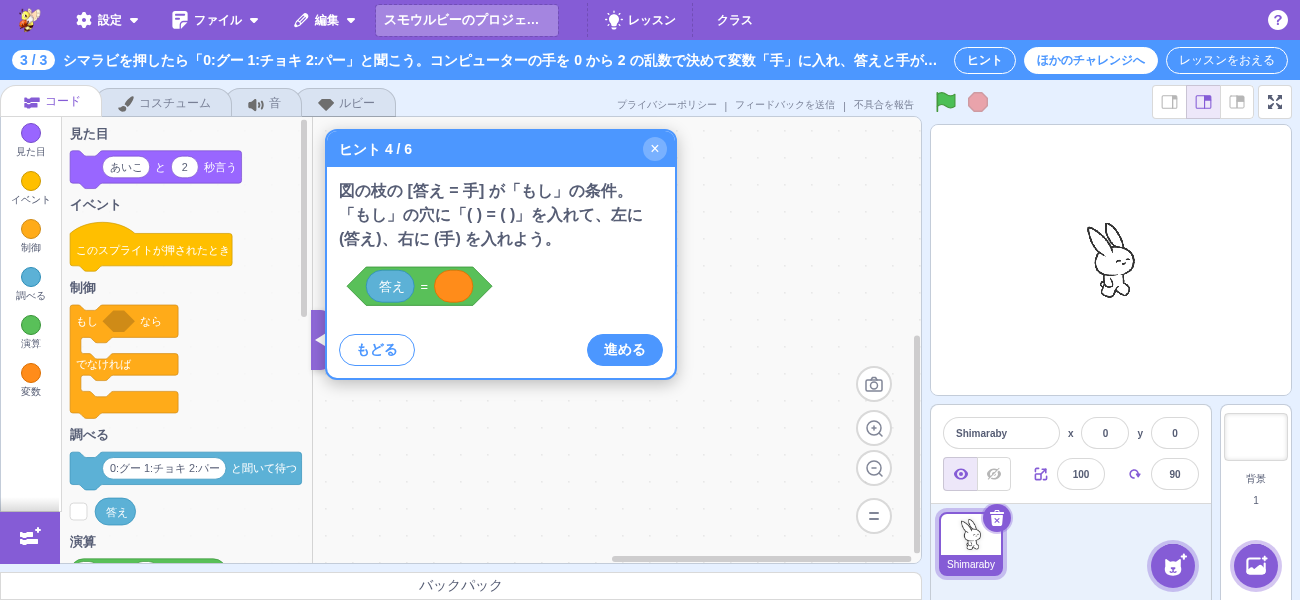 設定
ファイル
編集
スモウルビーのプロジェ…
レッスン
クラス
?
3 / 3
シマラビを押したら「0:グー 1:チョキ 2:パー」と聞こう。コンピューターの手を 0 から 2 の乱数で決めて変数「手」に入れ、答えと手が…
ヒント
ほかのチャレンジへ
レッスンをおえる
コード
コスチューム
音
ルビー
プライバシーポリシー | フィードバックを送信 | 不具合を報告
見た目
イベント
制御
調べる
演算
変数
見た目
あいこ と 2 秒言う
イベント
このスプライトが押されたとき
制御
もし なら
でなければ
調べる
0:グー 1:チョキ 2:パー と聞いて待つ
答え
演算
ヒント 4 / 6
×
図の枝の [答え = 手] が「もし」の条件。
「もし」の穴に「( ) = ( )」を入れて、左に
(答え)、右に (手) を入れよう。
答え =
もどる
進める
Shimaraby
x 0
y 0
100
90
Shimaraby
背景
1
バックパック